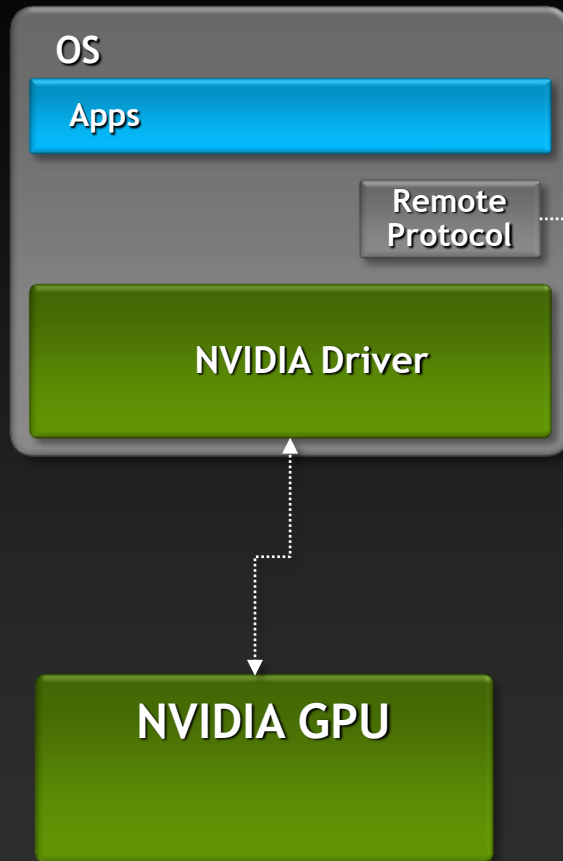 OS
Apps
Remote
Protocol
NVIDIA Driver
NVIDIA GPU